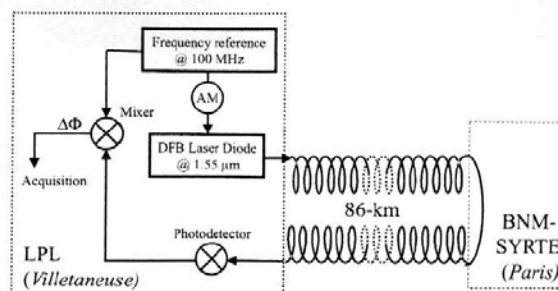 Frequency reference
@ 100 MHz
AM
Mixer
ΔΦ
DFB Laser Diode
@ 1.55 µm
Acquisition
86-km
Photodetector
BNM-
SYRTE
(Paris)
LPL
(Villetaneuse)